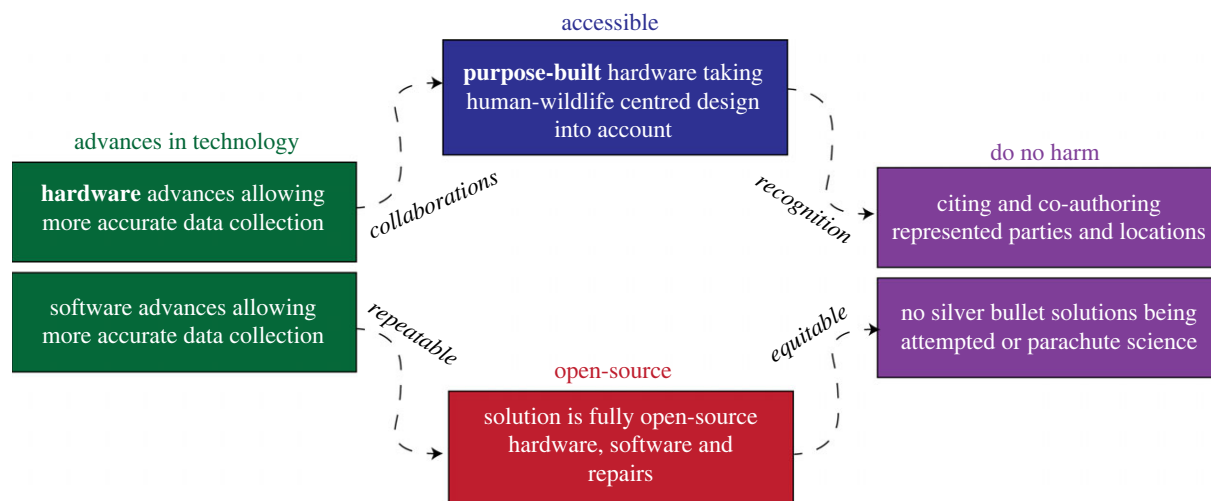 accessible
purpose-built hardware taking
human-wildlife centred design
into account
advances in technology
hardware advances allowing
more accurate data collection
collaborations
recognition
do no harm
citing and co-authoring
represented parties and locations
software advances allowing
more accurate data collection
repeatable
equitable
no silver bullet solutions being
attempted or parachute science
open-source
solution is fully open-source
hardware, software and
repairs